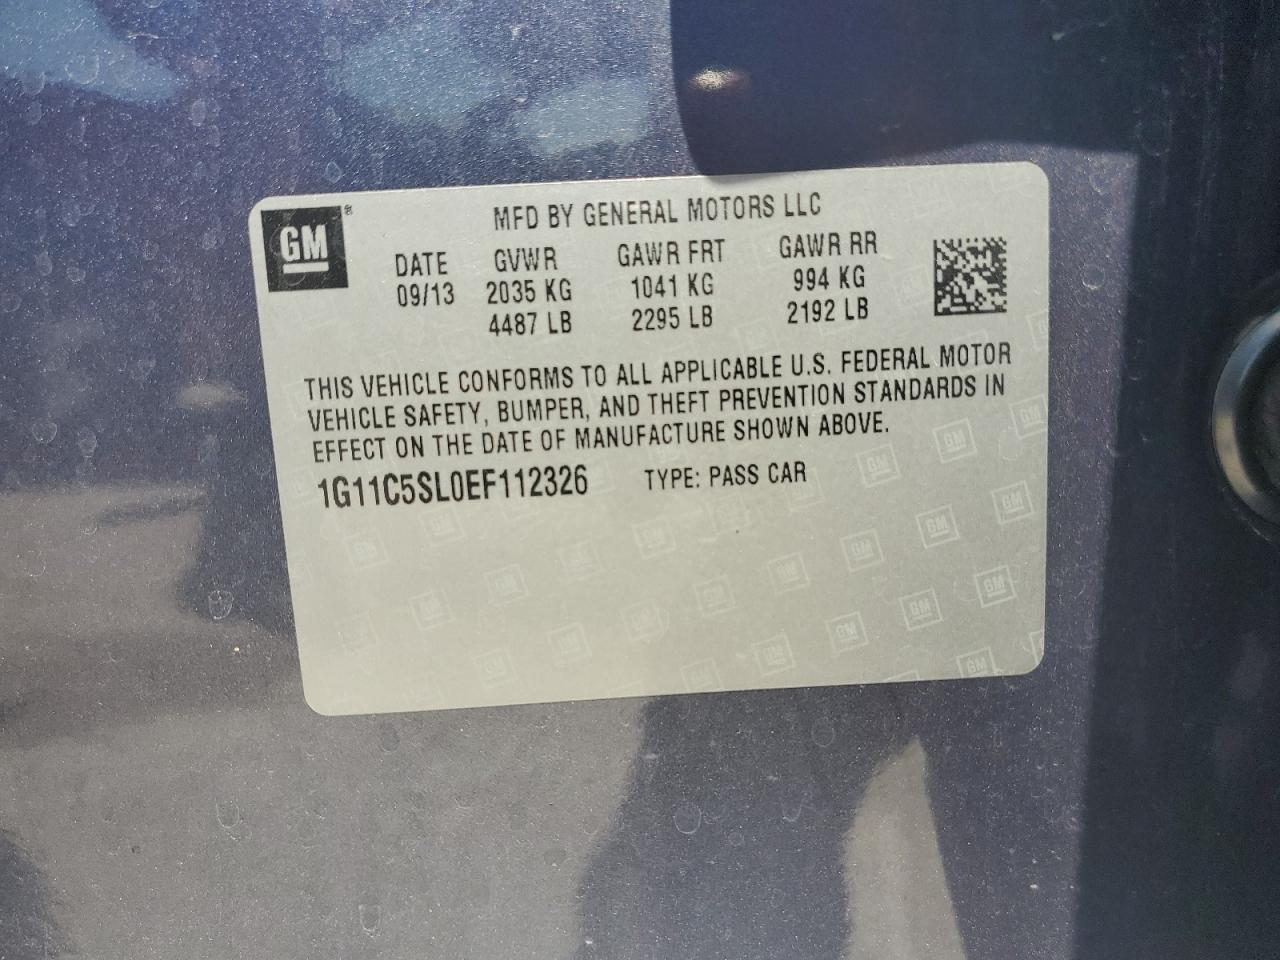 GM®
MFD BY GENERAL MOTORS LLC
DATE GVWR GAWR FRT GAWR RR
09/13 2035 KG 1041 KG 994 KG
4487 LB 2295 LB 2192 LB
THIS VEHICLE CONFORMS TO ALL APPLICABLE U.S. FEDERAL MOTOR
VEHICLE SAFETY, BUMPER, AND THEFT PREVENTION STANDARDS IN
EFFECT ON THE DATE OF MANUFACTURE SHOWN ABOVE.
1G11C5SL0EF112326 TYPE: PASS CAR